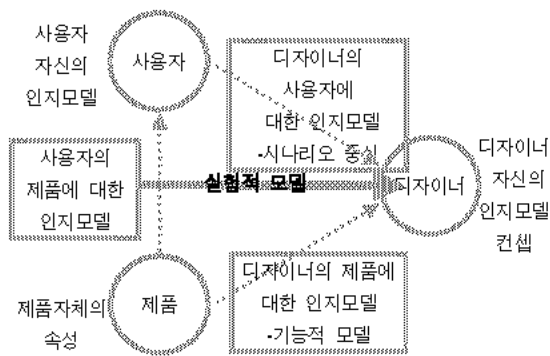 사용자
자신의
인지모델
사용자
디자이너의
사용자에
대한 인지모델
-시나리오 중심
사용자의
제품에 대한
인지모델
실험적 모델
디자이너
디자이너
자신의
인지모델
컨셉
제품자체의
속성
제품
디자이너의 제품에
대한 인지모델
-기능적 모델